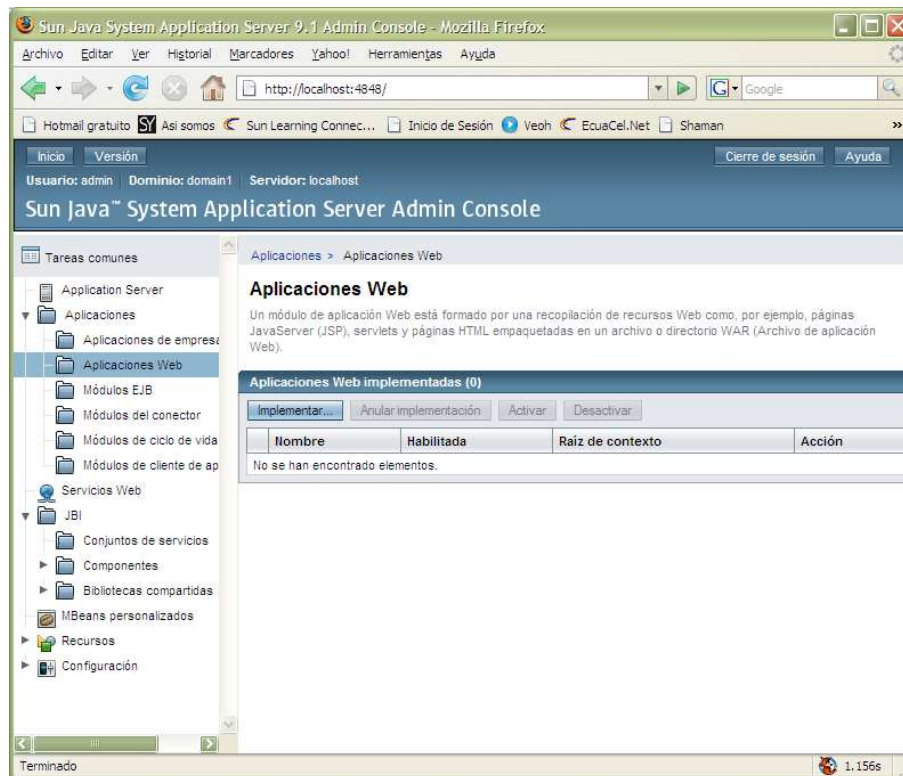 Sun Java System Application Server 9.1 Admin Console - Mozilla Firefox
Archivo Editar Ver Historial Marcadores Yahoo! Herramientas Ayuda
http://localhost:4848/ G Google
Hotmail gratuito SY Asi somos Sun Learning Connec... Inicio de Sesión Veoh EcuaCel.Net Shaman »
Inicio Versión Cierre de sesión Ayuda
Usuario: admin Dominio: domain1 Servidor: localhost
Sun Java™ System Application Server Admin Console
Tareas comunes
Application Server
Aplicaciones
Aplicaciones de empresa
Aplicaciones Web
Módulos EJB
Módulos del conector
Módulos de ciclo de vida
Módulos de cliente de ap
Servicios Web
JBI
Conjuntos de servicios
Componentes
Bibliotecas compartidas
MBeans personalizados
Recursos
Configuración
Aplicaciones > Aplicaciones Web
Aplicaciones Web
Un módulo de aplicación Web está formado por una recopilación de recursos Web como, por ejemplo, páginas
JavaServer (JSP), servlets y páginas HTML empaquetadas en un archivo o directorio WAR (Archivo de aplicación
Web).
Aplicaciones Web implementadas (0)
Implementar... Anular implementación Activar Desactivar
Nombre Habilitada Raíz de contexto Acción
No se han encontrado elementos.
Terminado 1.156s